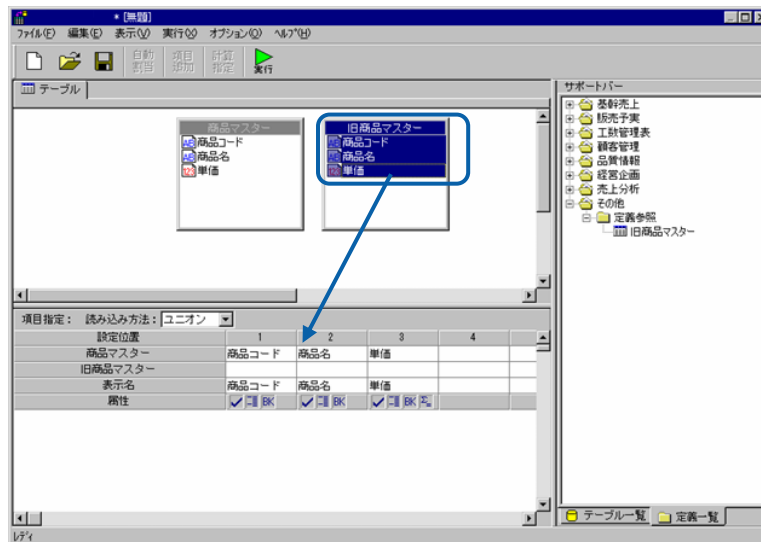 * [無題]
ファイル(F) 編集(E) 表示(V) 実行(X) オプション(O) ヘルプ(H)
自動割当 項目追加 計算指定 実行
テーブル
商品マスター
商品コード
商品名
単価
旧商品マスター
商品コード
商品名
単価
項目指定： 読み込み方法： ユニオン
設定位置 1 2 3 4
商品マスター 商品コード 商品名 単価
旧商品マスター
表示名 商品コード 商品名 単価
属性 BK BK BK Σ
レディ
サポートバー
基幹売上
販売予実
工数管理表
顧客管理
品質情報
経営企画
売上分析
その他
定義参照
旧商品マスター
テーブル一覧 定義一覧